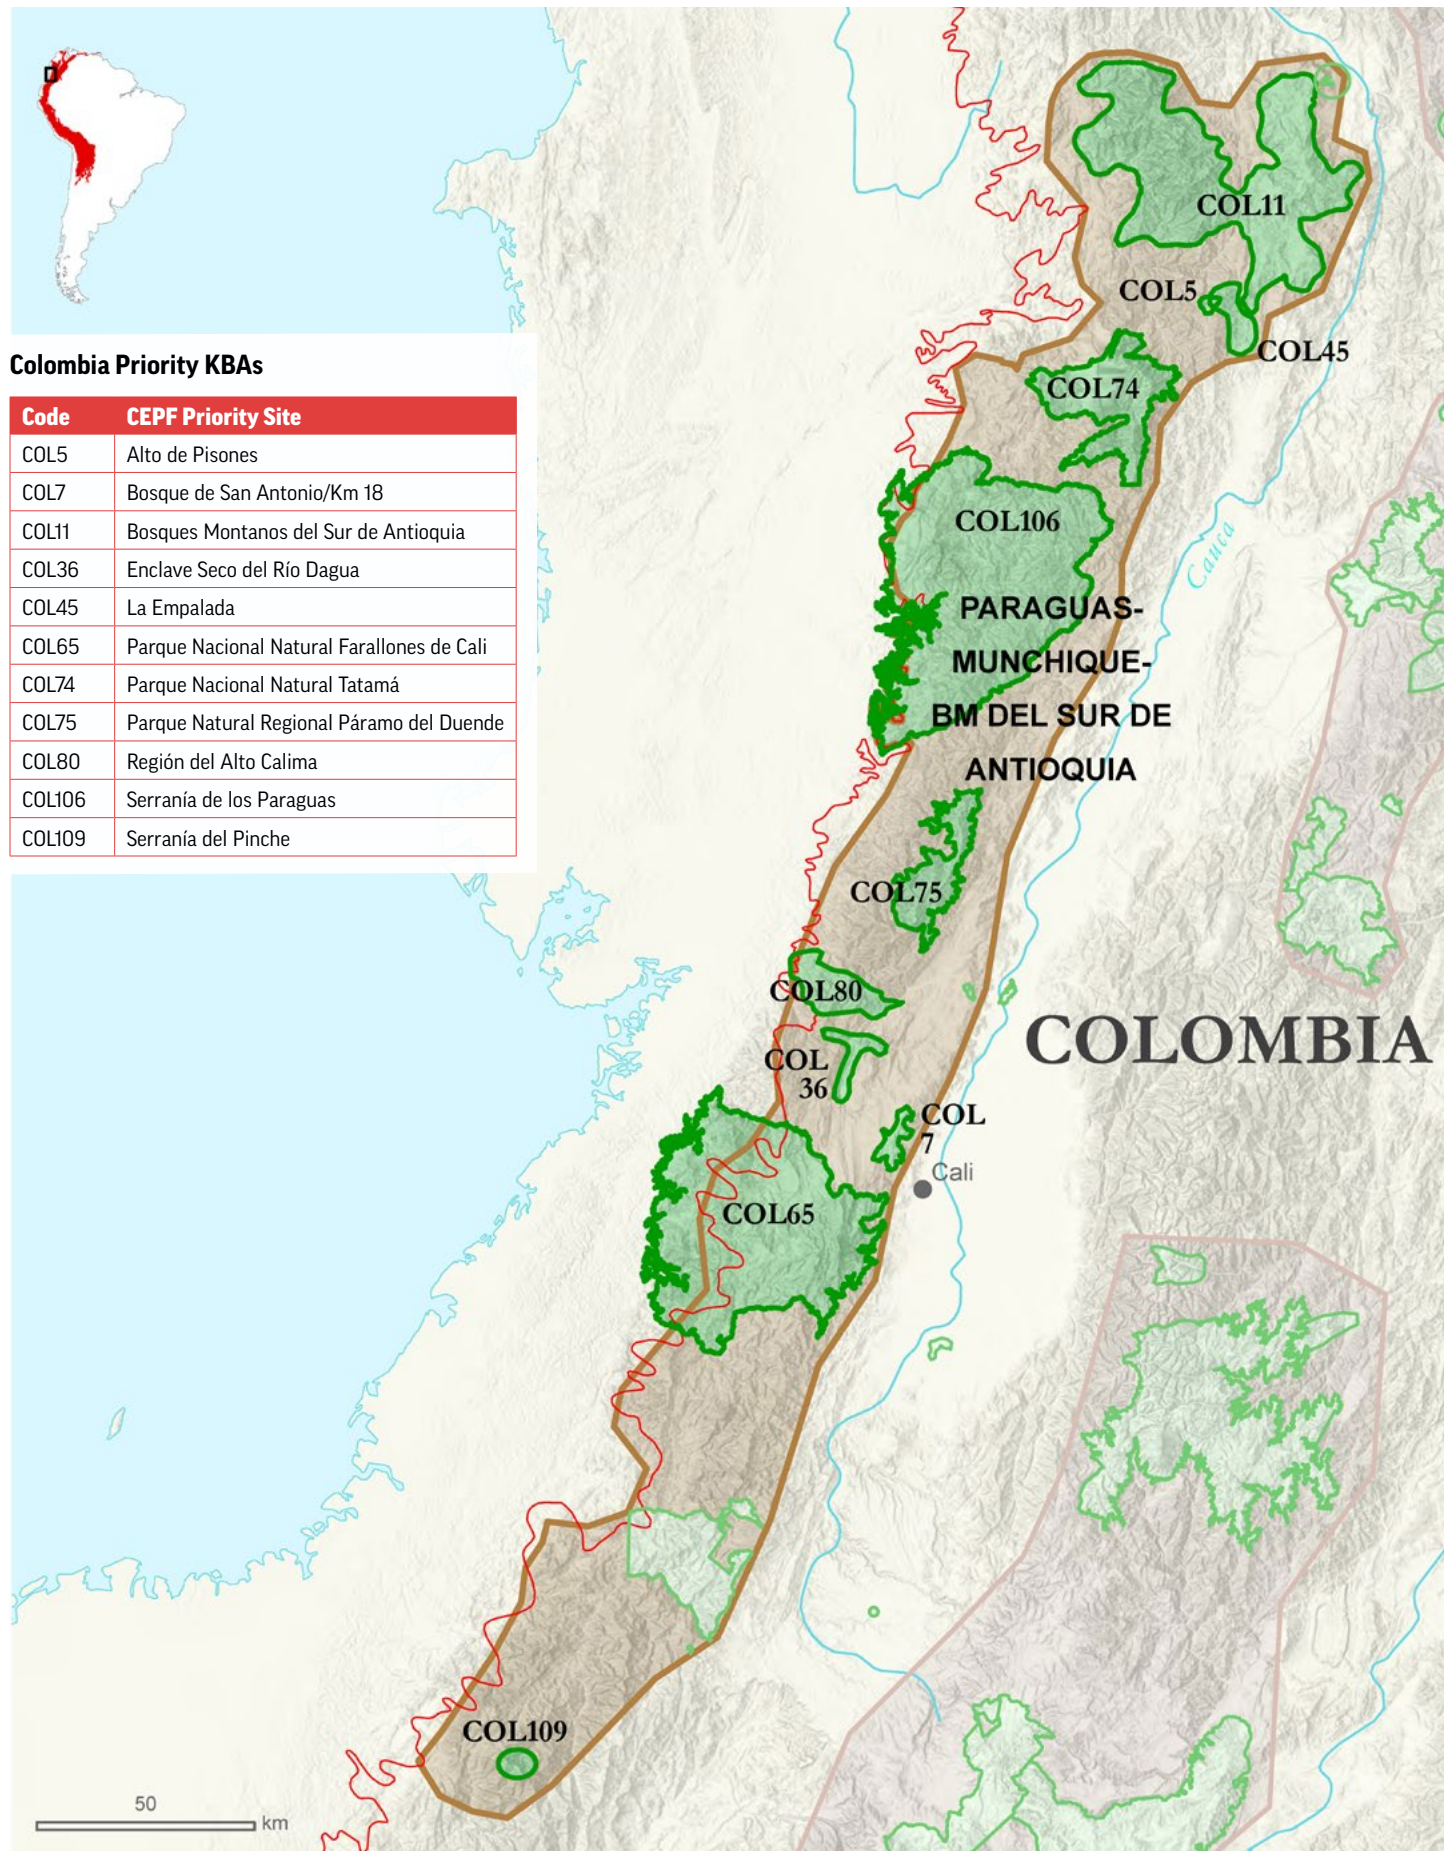 Colombia Priority KBAs
Code CEPF Priority Site
COL5 Alto de Pisones
COL7 Bosque de San Antonio/Km 18
COL11 Bosques Montanos del Sur de Antioquia
COL36 Enclave Seco del Río Dagua
COL45 La Empalada
COL65 Parque Nacional Natural Farallones de Cali
COL74 Parque Nacional Natural Tatamá
COL75 Parque Natural Regional Páramo del Duende
COL80 Región del Alto Calima
COL106 Serranía de los Paraguas
COL109 Serranía del Pinche
COL11
COL5
COL45
COL74
COL106
Cauca
PARAGUAS-
MUNCHIQUE-
BM DEL SUR DE
ANTIOQUIA
COL75
COL80
COLOMBIA
COL
36
COL
7
Cali
COL65
COL109
50
km